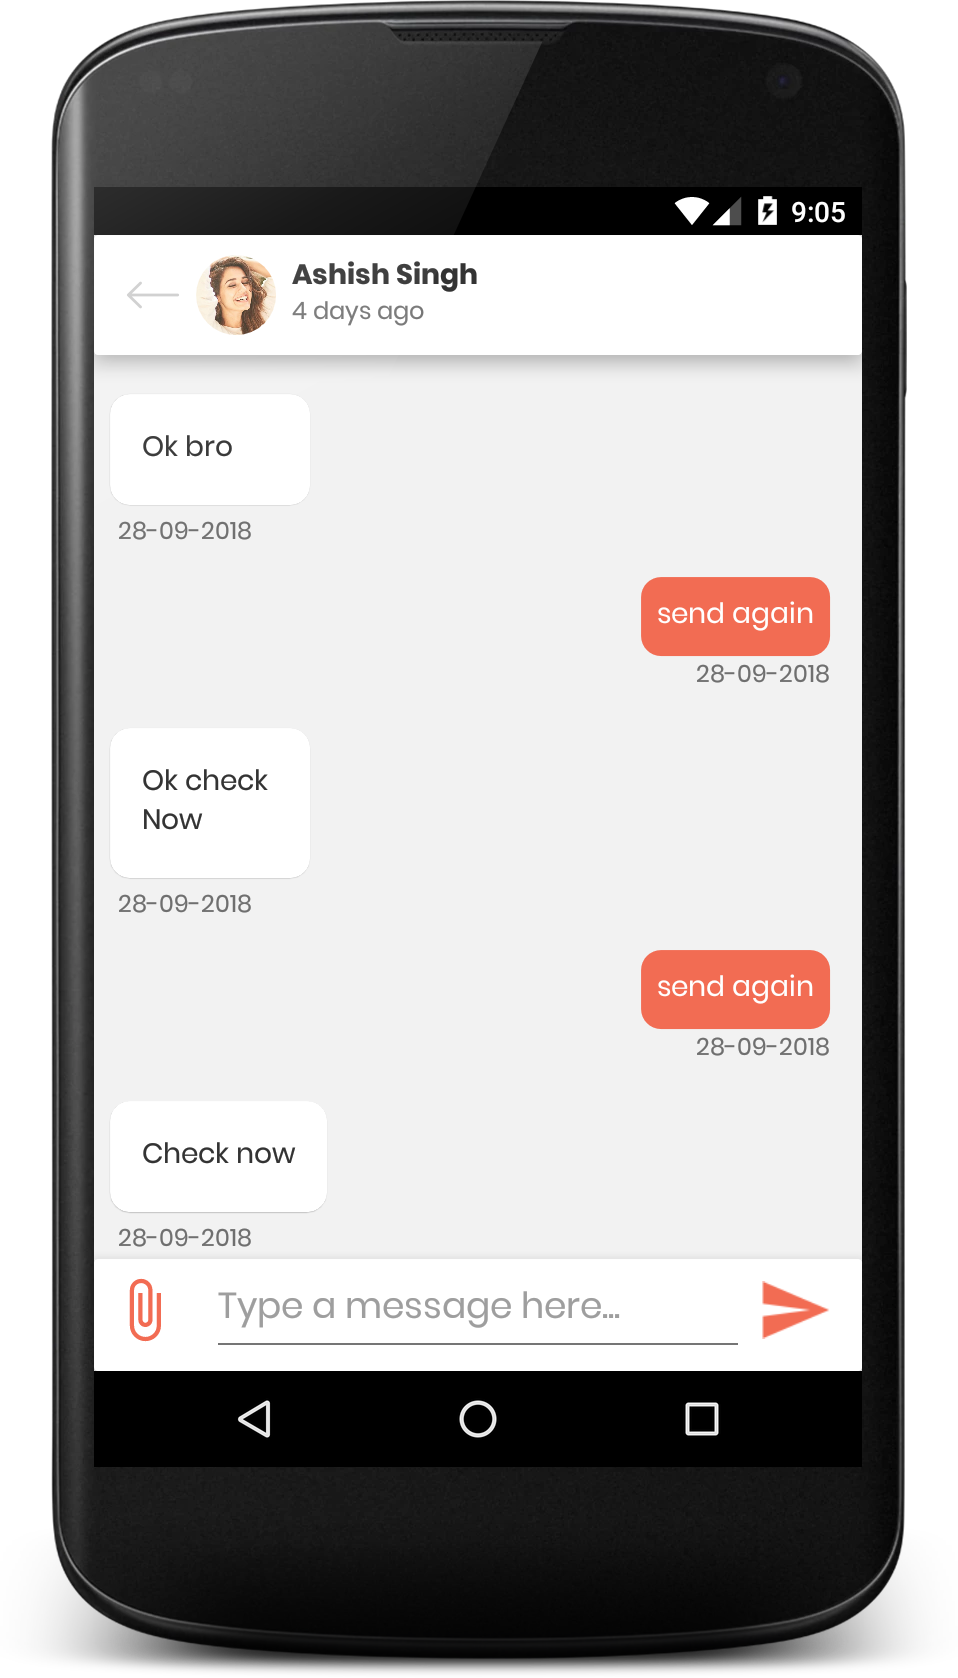 9:05
Ashish Singh
4 days ago
Ok bro
28-09-2018
send again
28-09-2018
Ok check
Now
28-09-2018
send again
28-09-2018
Check now
28-09-2018
Type a message here...